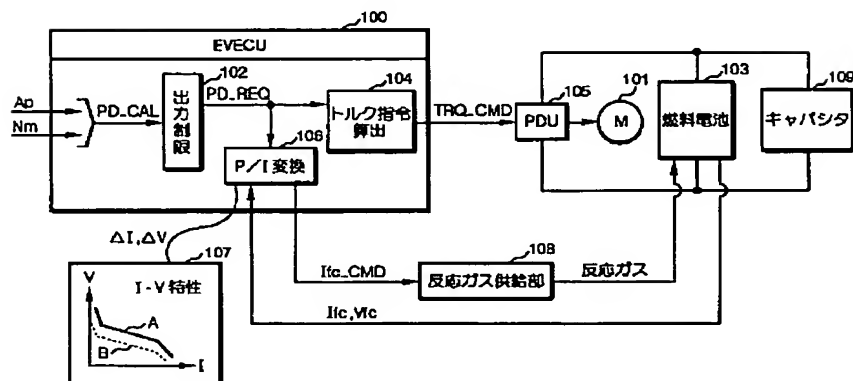 100
EVECU
Ap
Nm
PD_CAL
102
出力制限
PD_REQ
104
トルク指令
算出
TRQ_CMD
106
P/I 変換
105
PDU
101
M
103
燃料電池
109
キャパシタ
ΔI,ΔV
107
V
I-V 特性
A
B
I
Ifc_CMD
108
反応ガス供給部
反応ガス
Ifc,Vfc